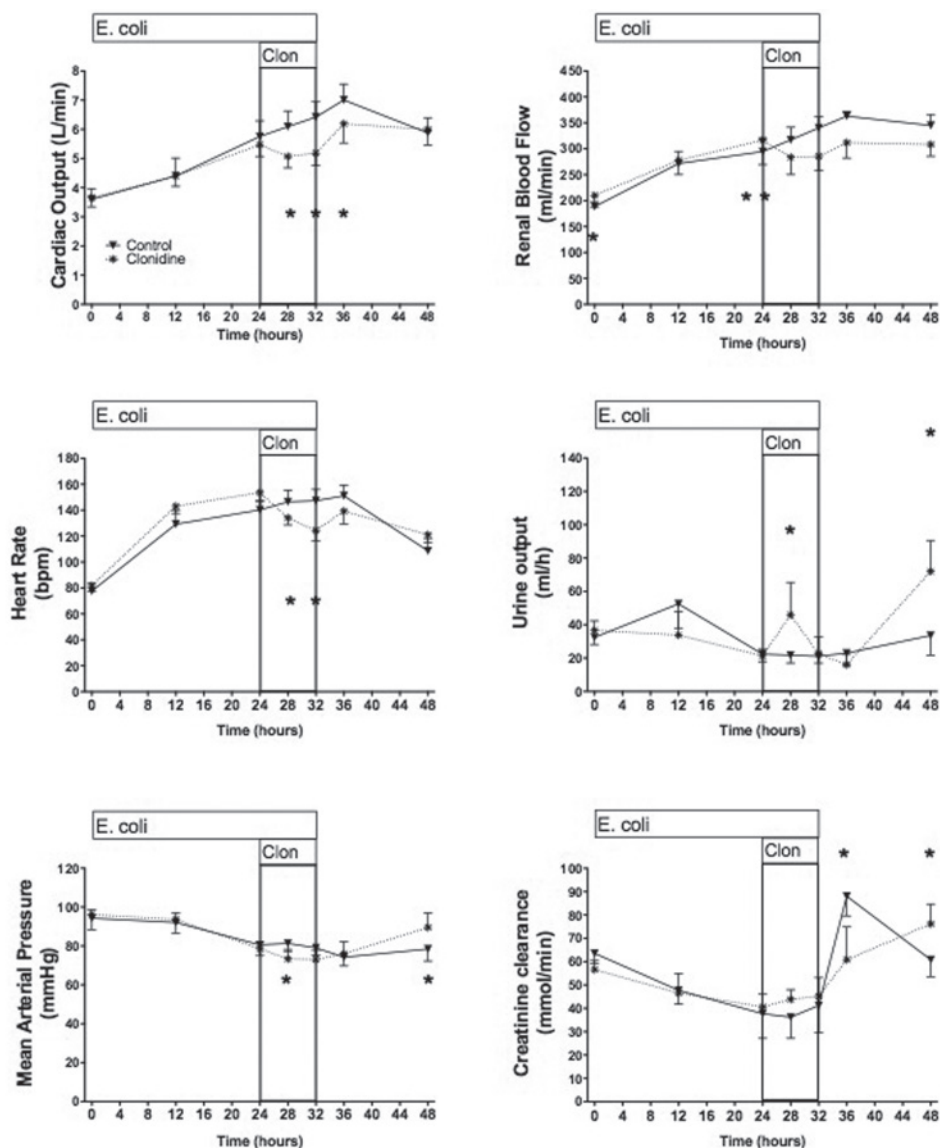 E. coli
Clon
Cardiac Output (L/min)
8
7
6
5
4
3
2
1
0
* * *
Control
Clonidine
0 4 8 12 16 20 24 28 32 36 40 44 48
Time (hours)
E. coli
Clon
Renal Blood Flow
(ml/min)
450
400
350
300
250
200
150
100
50
0
* * *
0 4 8 12 16 20 24 28 32 36 40 44 48
Time (hours)
E. coli
Clon
Heart Rate
(bpm)
180
160
140
120
100
80
60
40
20
0
* *
0 4 8 12 16 20 24 28 32 36 40 44 48
Time (hours)
E. coli
Clon
Urine output
(ml/h)
140
120
100
80
60
40
20
0
* *
0 4 8 12 16 20 24 28 32 36 40 44 48
Time (hours)
E. coli
Clon
Mean Arterial Pressure
(mmHg)
120
100
80
60
40
20
0
* *
0 4 8 12 16 20 24 28 32 36 40 44 48
Time (hours)
E. coli
Clon
Creatinine clearance
(mmol/min)
100
90
80
70
60
50
40
30
20
10
0
* *
0 4 8 12 16 20 24 28 32 36 40 44 48
Time (hours)